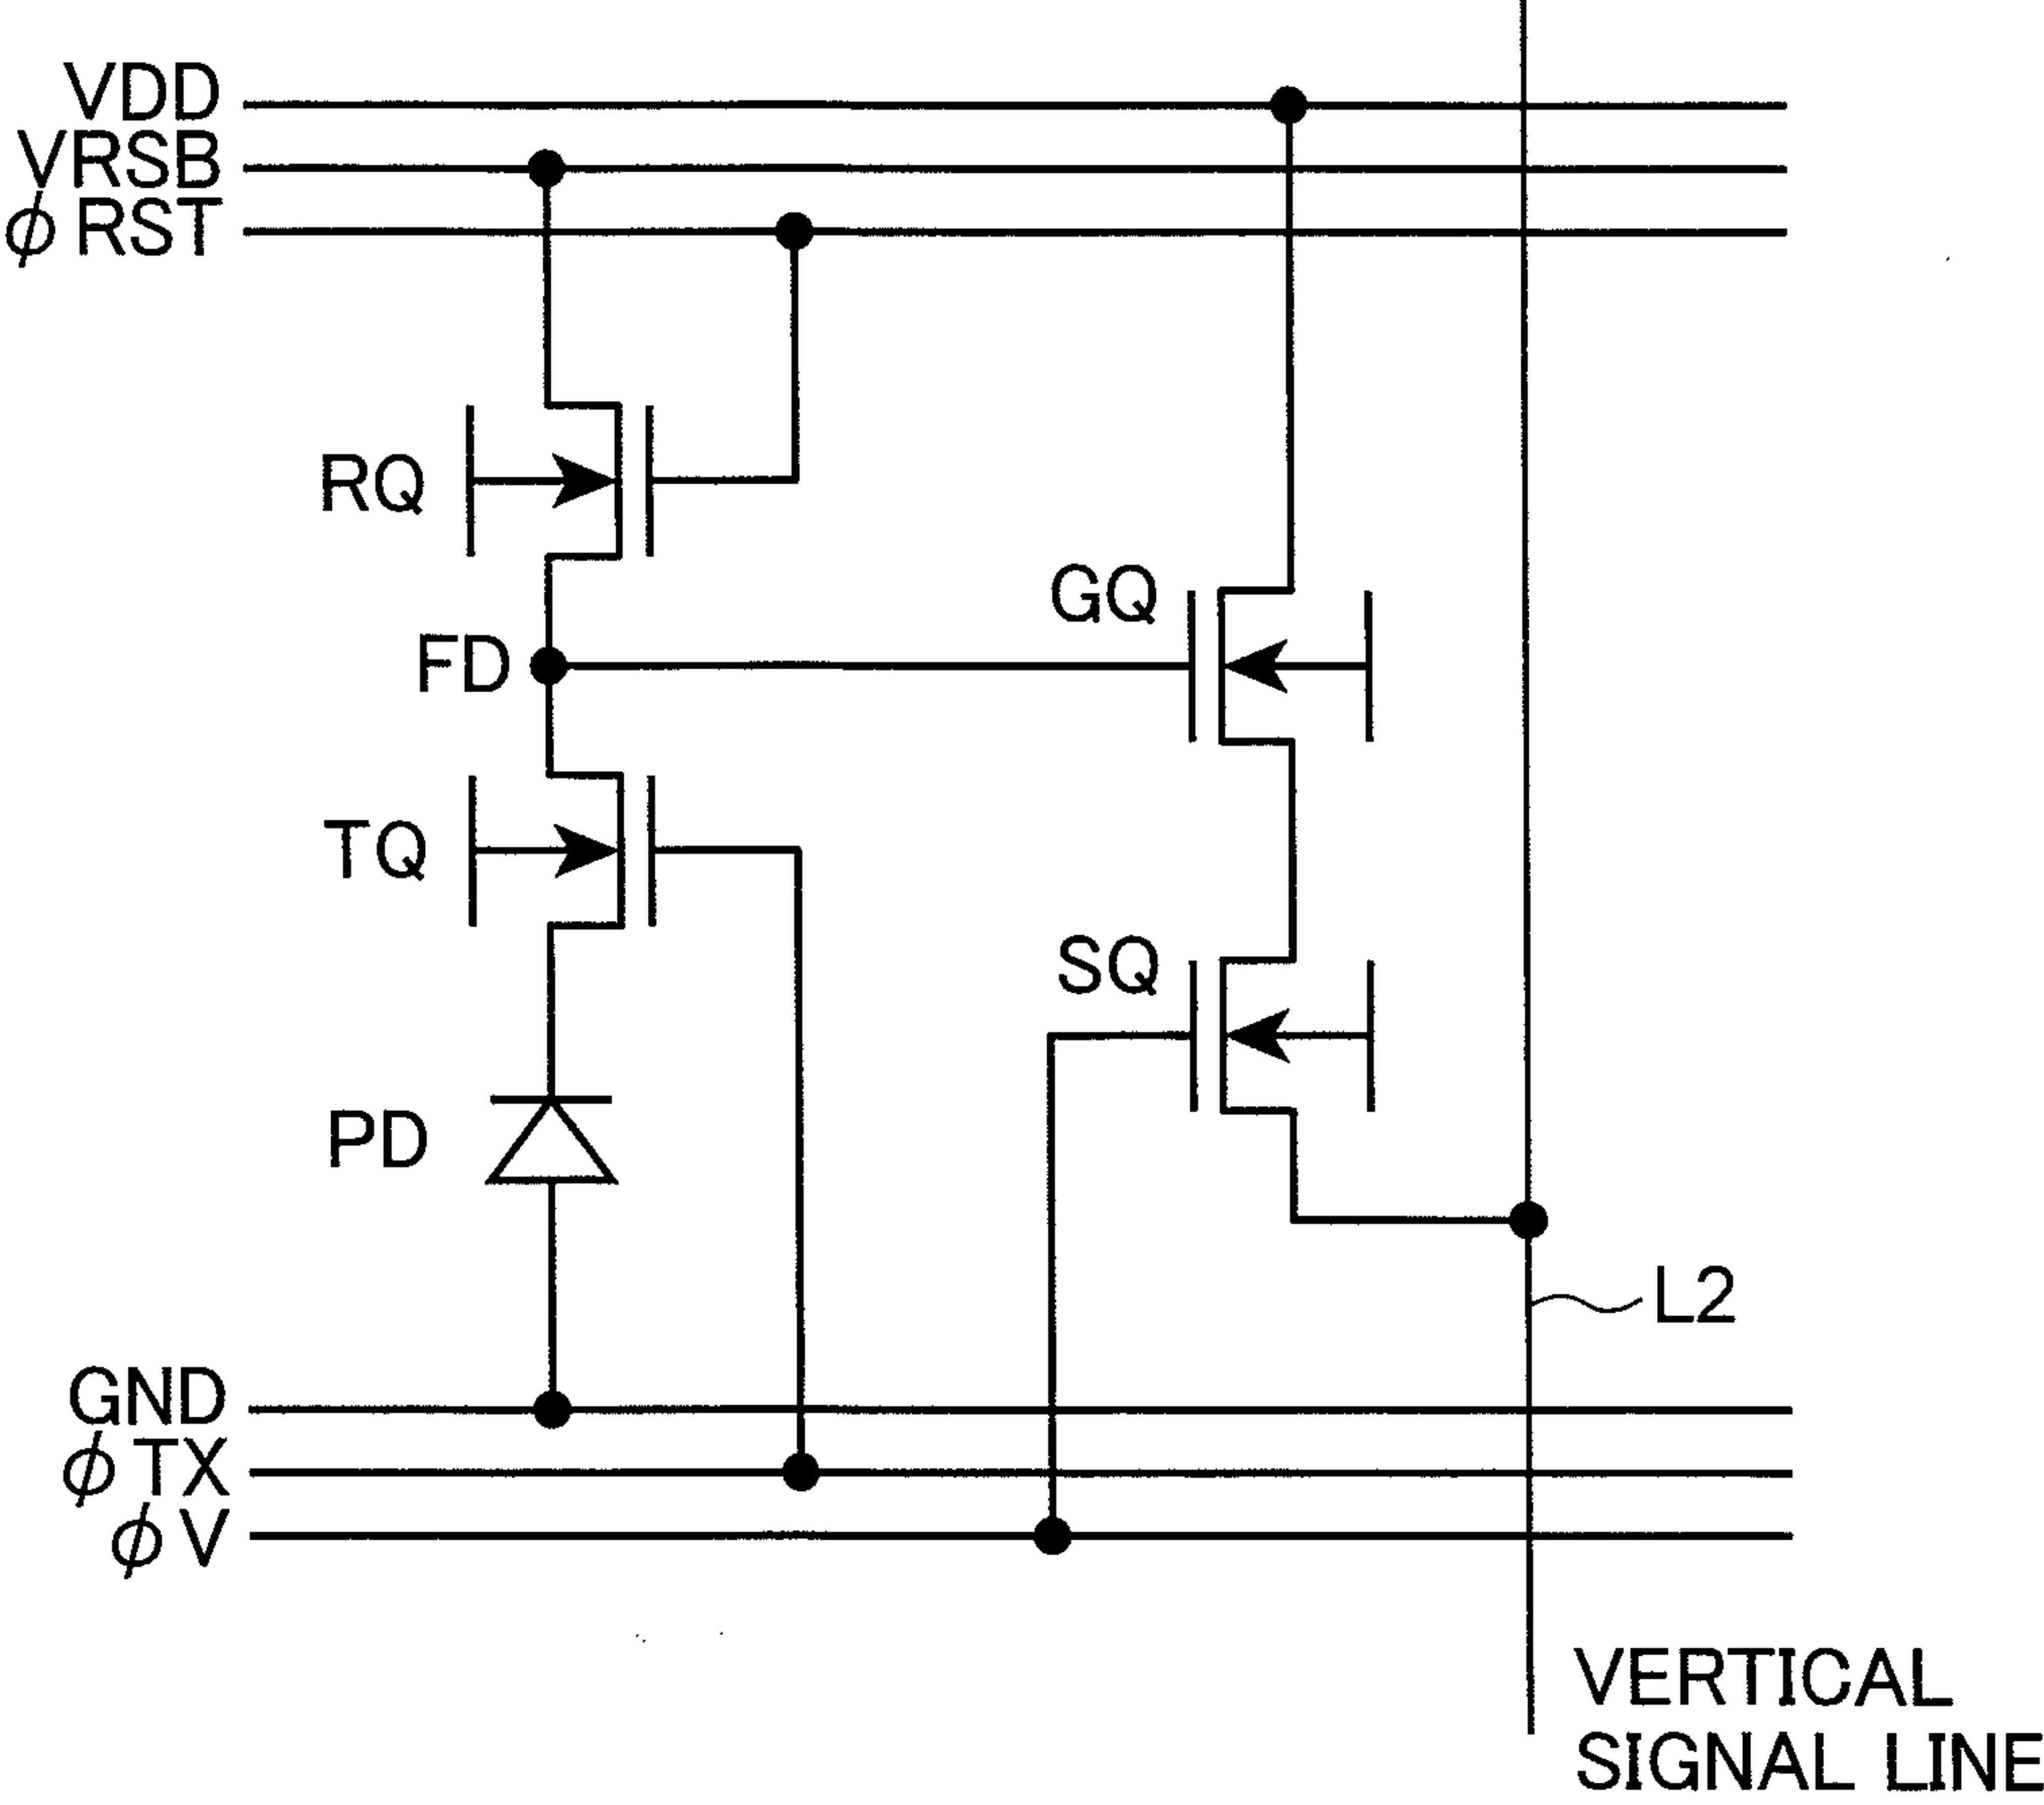 VDD
VRSB
φRST
RQ
GQ
FD
TQ
SQ
PD
L2
GND
φTX
φV
VERTICAL
SIGNAL LINE